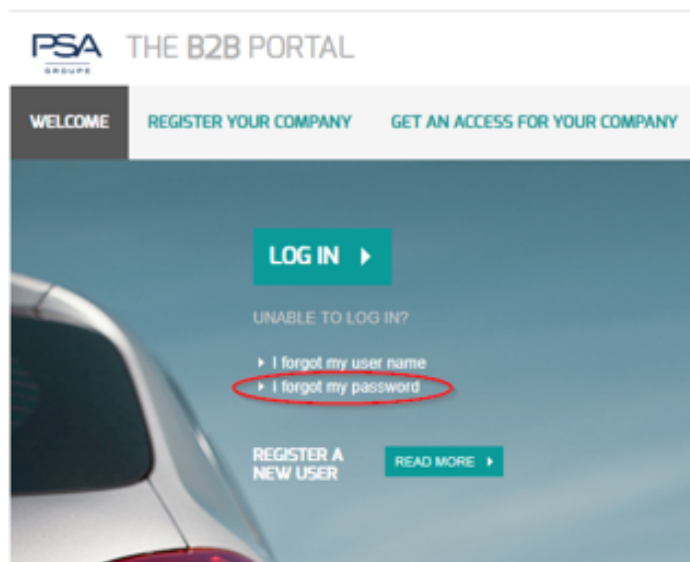 PSA THE B2B PORTAL
GROUPE
WELCOME REGISTER YOUR COMPANY GET AN ACCESS FOR YOUR COMPANY
LOG IN
UNABLE TO LOG IN?
I forgot my user name
I forgot my password
REGISTER A
NEW USER
READ MORE